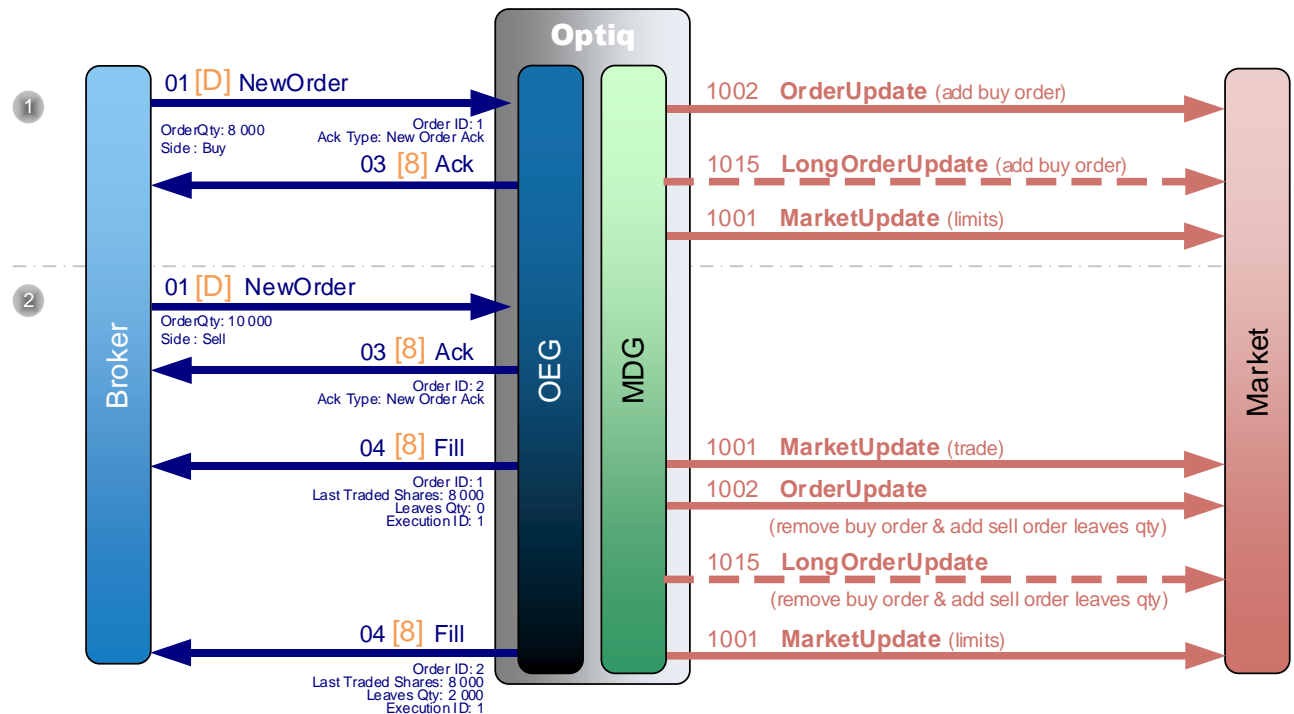 Optiq
1
01 [D] NewOrder
OrderQty: 8 000
Side : Buy
Order ID: 1
Ack Type: New Order Ack
03 [8] Ack
1002 OrderUpdate (add buy order)
1015 LongOrderUpdate (add buy order)
1001 MarketUpdate (limits)
2
01 [D] NewOrder
OrderQty: 10 000
Side : Sell
03 [8] Ack
Order ID: 2
Ack Type: New Order Ack
Broker
OEG
MDG
Market
04 [8] Fill
Order ID: 1
Last Traded Shares: 8 000
Leaves Qty: 0
Execution ID: 1
1001 MarketUpdate (trade)
1002 OrderUpdate
(remove buy order & add sell order leaves qty)
1015 LongOrderUpdate
(remove buy order & add sell order leaves qty)
04 [8] Fill
Order ID: 2
Last Traded Shares: 8 000
Leaves Qty: 2 000
Execution ID: 1
1001 MarketUpdate (limits)